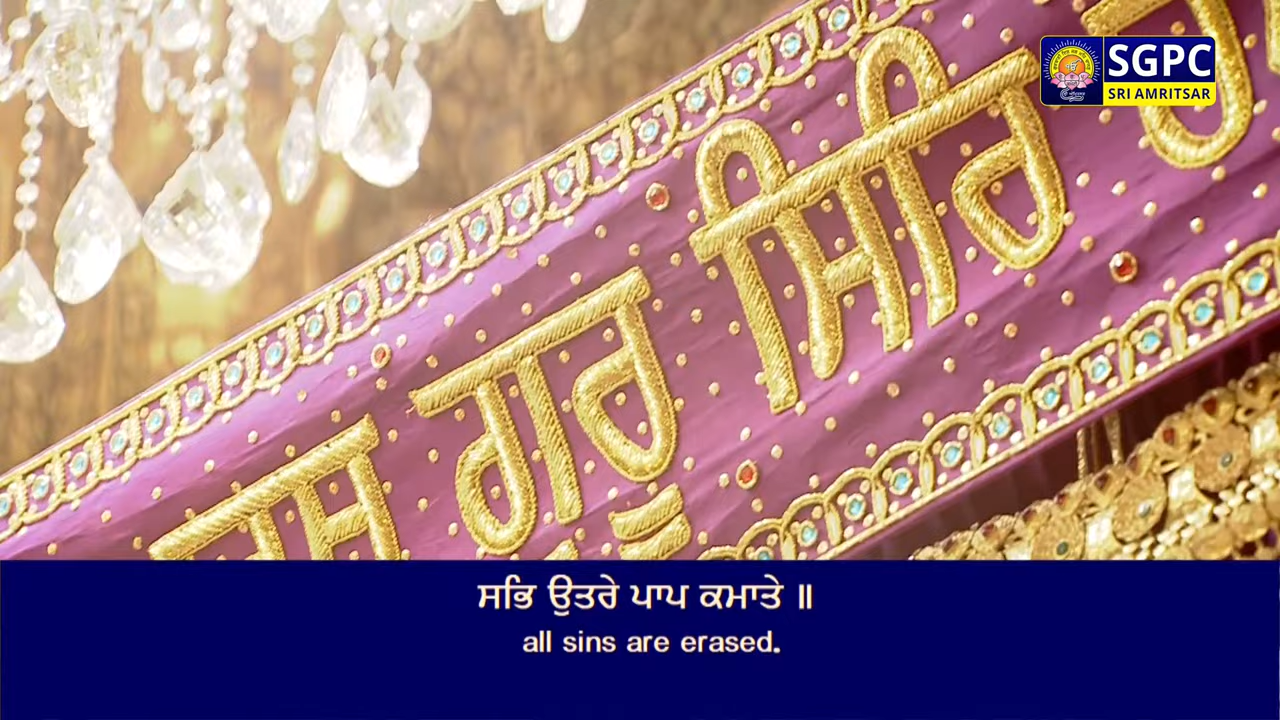 SGPC
SRI AMRITSAR
ਗੁਰੂ ਸਿਰਿ
ਸਭਿ ਉਤਰੇ ਪਾਪ ਕਮਾਤੇ ॥
all sins are erased.